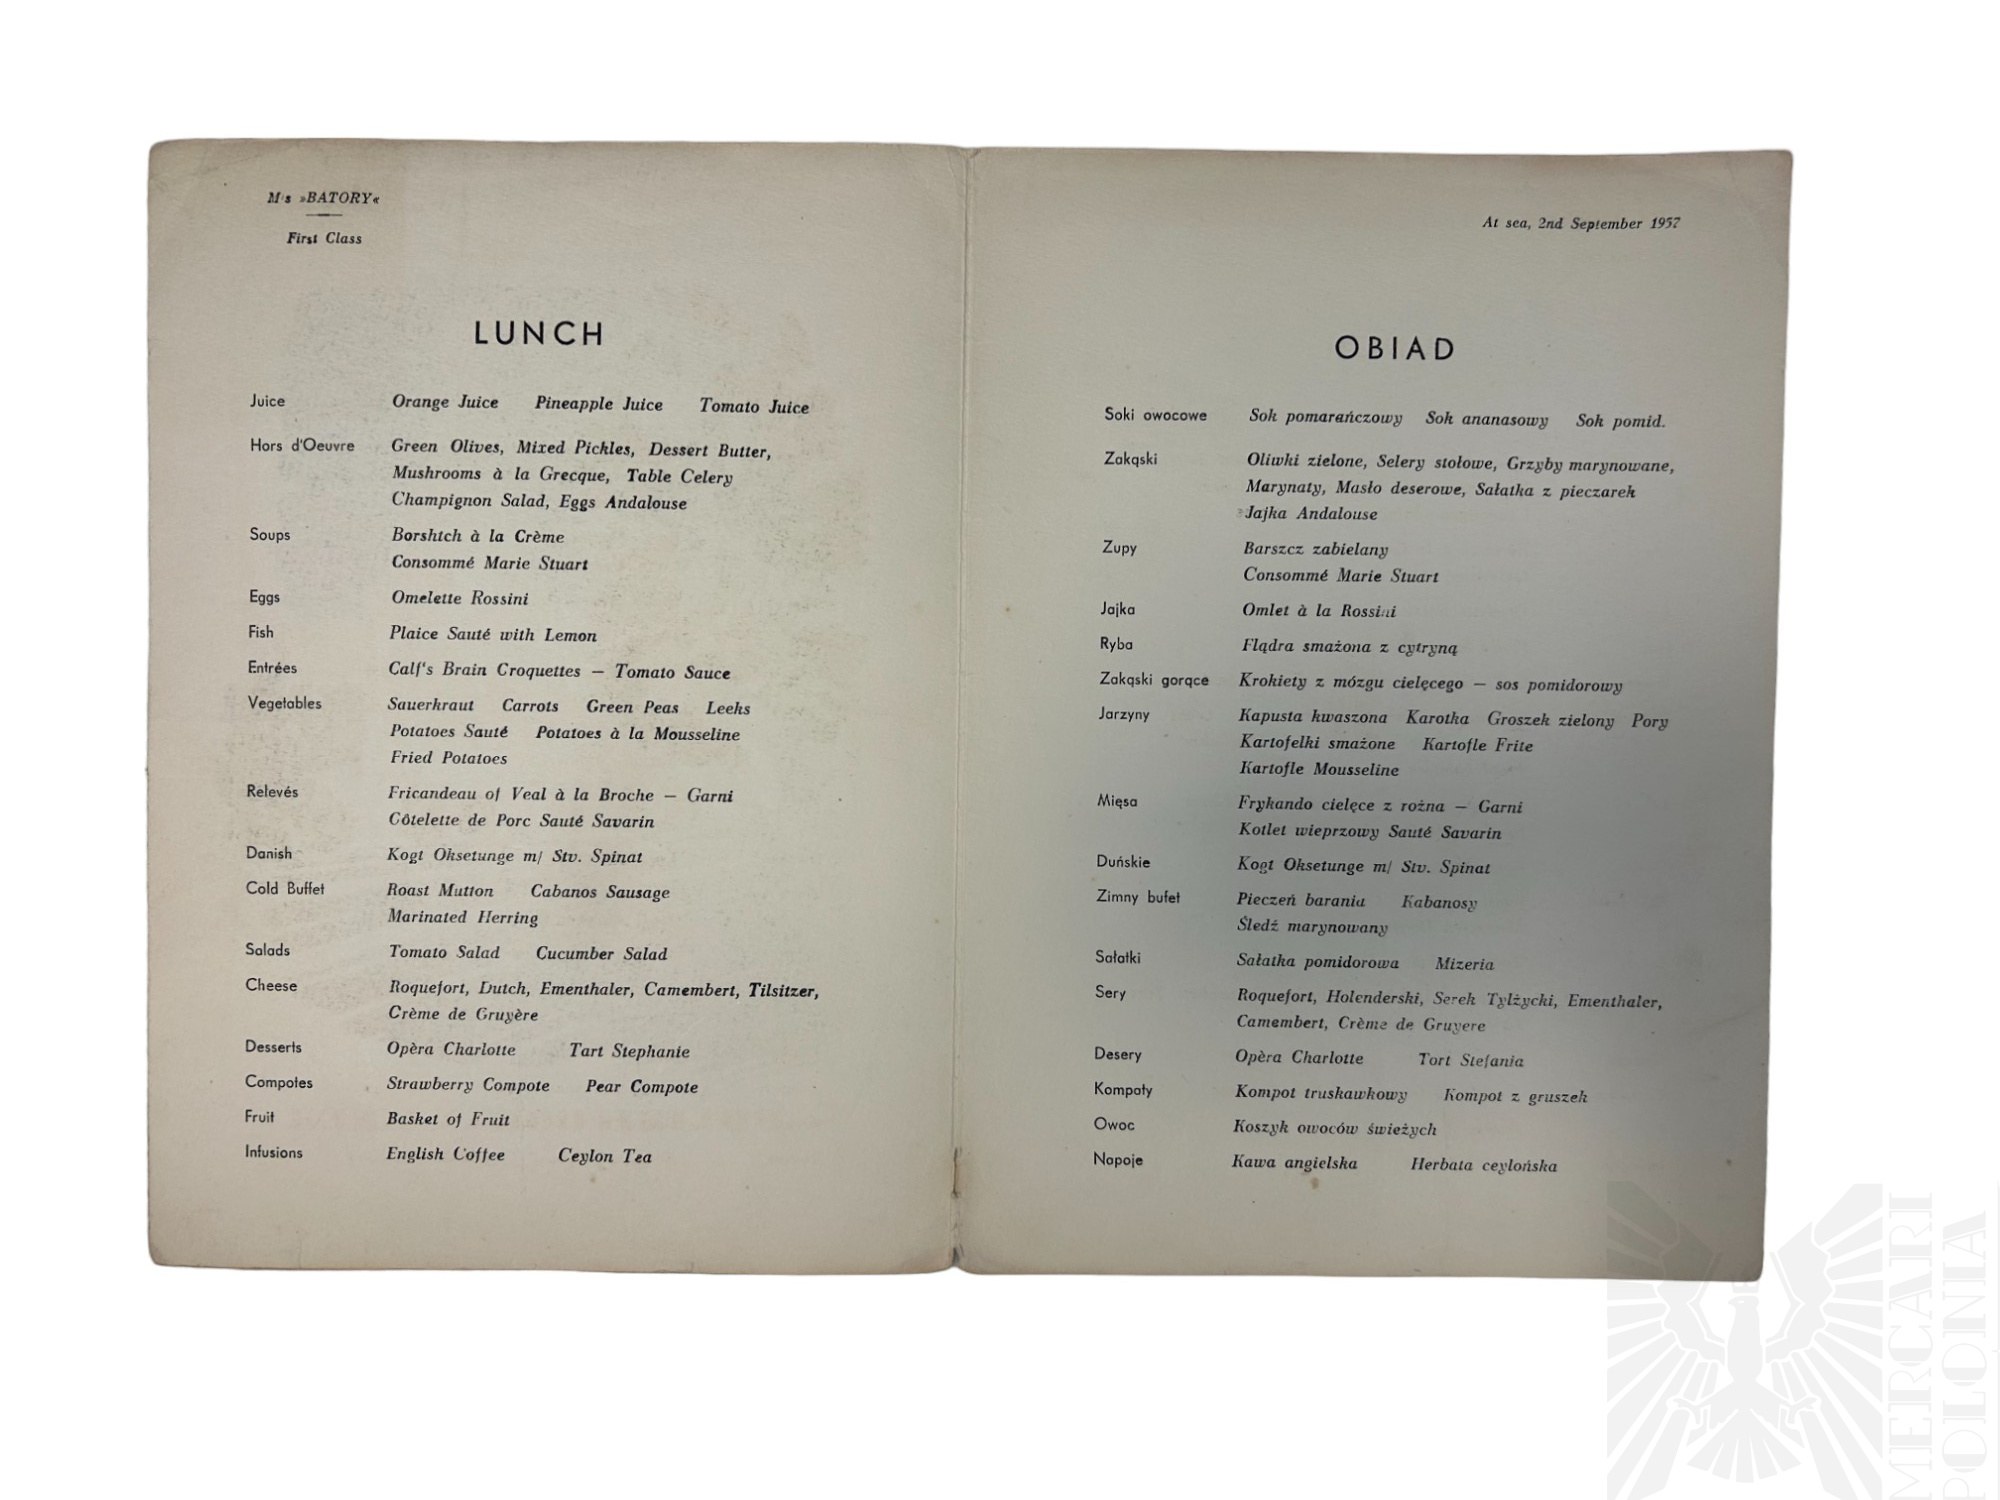 M/s »BATORY«
First Class
LUNCH
Juice Orange Juice Pineapple Juice Tomato Juice
Hors d'Oeuvre Green Olives, Mixed Pickles, Dessert Butter,
Mushrooms à la Grecque, Table Celery
Champignon Salad, Eggs Andalouse
Soups Borshtch à la Crème
Consommé Marie Stuart
Eggs Omelette Rossini
Fish Plaice Sauté with Lemon
Entrées Calf's Brain Croquettes — Tomato Sauce
Vegetables Sauerkraut Carrots Green Peas Leeks
Potatoes Sauté Potatoes à la Mousseline
Fried Potatoes
Relevés Fricandeau of Veal à la Broche — Garni
Côtelette de Porc Sauté Savarin
Danish Kogt Oksetunge m/ Stv. Spinat
Cold Buffet Roast Mutton Cabanos Sausage
Marinated Herring
Salads Tomato Salad Cucumber Salad
Cheese Roquefort, Dutch, Ementhaler, Camembert, Tilsitzer,
Crème de Gruyère
Desserts Opèra Charlotte Tart Stephanie
Compotes Strawberry Compote Pear Compote
Fruit Basket of Fruit
Infusions English Coffee Ceylon Tea
At sea, 2nd September 1957
OBIAD
Soki owocowe Sok pomarańczowy Sok ananasowy Sok pomid.
Zakąski Oliwki zielone, Selery stołowe, Grzyby marynowane,
Marynaty, Masło deserowe, Sałatka z pieczarek
Jajka Andalouse
Zupy Barszcz zabielany
Consommé Marie Stuart
Jajka Omlet à la Rossini
Ryba Flądra smażona z cytryną
Zakąski gorące Krokiety z mózgu cielęcego — sos pomidorowy
Jarzyny Kapusta kwaszona Karotka Groszek zielony Pory
Kartofelki smażone Kartofle Frite
Kartofle Mousseline
Mięsa Frykando cielęce z rożna — Garni
Kotlet wieprzowy Sauté Savarin
Duńskie Kogt Oksetunge m/ Stv. Spinat
Zimny bufet Pieczeń barania Kabanosy
Śledź marynowany
Sałatki Sałatka pomidorowa Mizeria
Sery Roquefort, Holenderski, Serek Tylżycki, Ementhaler,
Camembert, Crème de Gruyere
Desery Opèra Charlotte Tort Stefania
Kompoty Kompot truskawkowy Kompot z gruszek
Owoc Koszyk owoców świeżych
Napoje Kawa angielska Herbata ceylońska
MERCARI
POLONIA